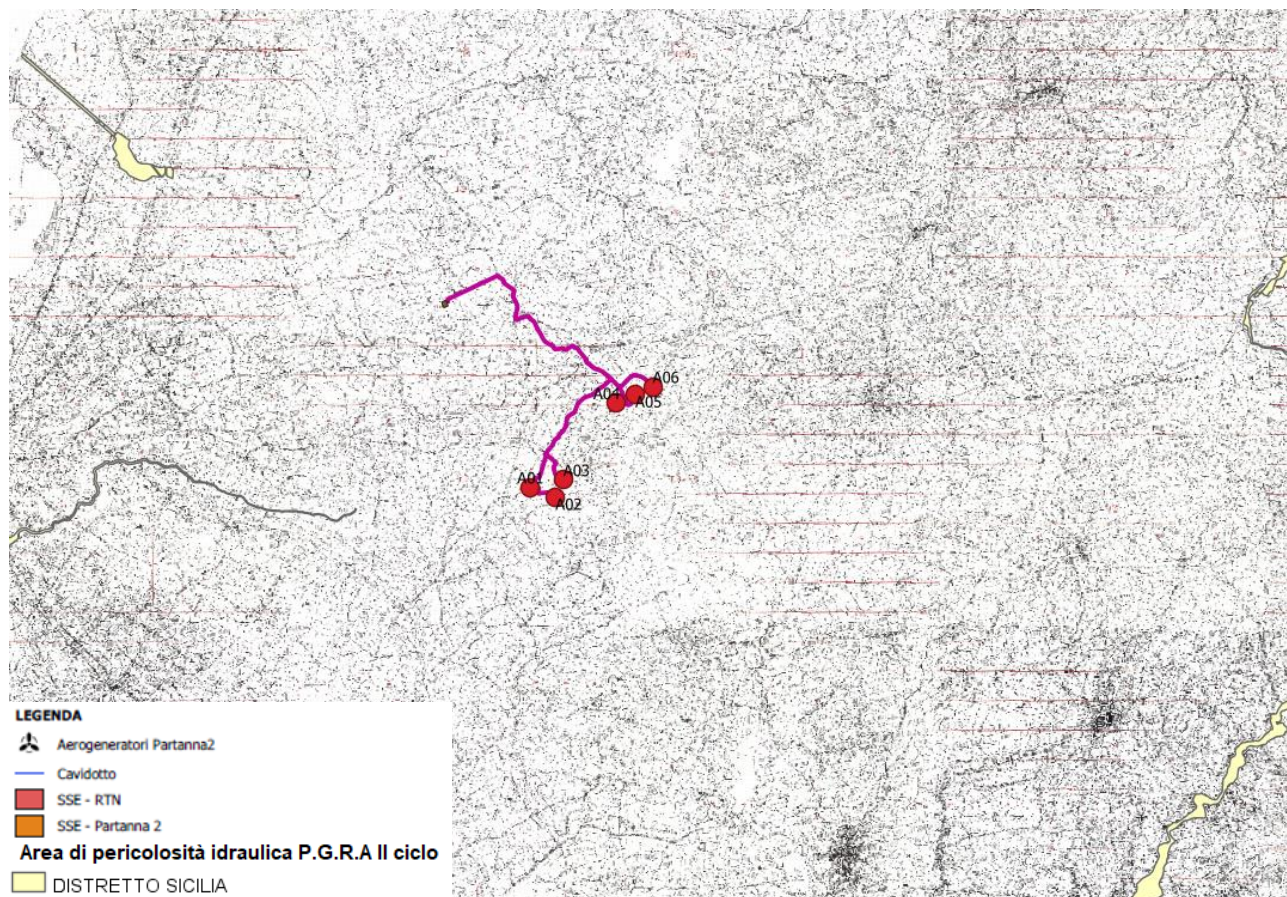 A06
A04
A05
A03
A01
A02
LEGENDA
Aerogeneratori Partanna2
Cavidotto
SSE - RTN
SSE - Partanna 2
Area di pericolosità idraulica P.G.R.A II ciclo
DISTRETTO SICILIA